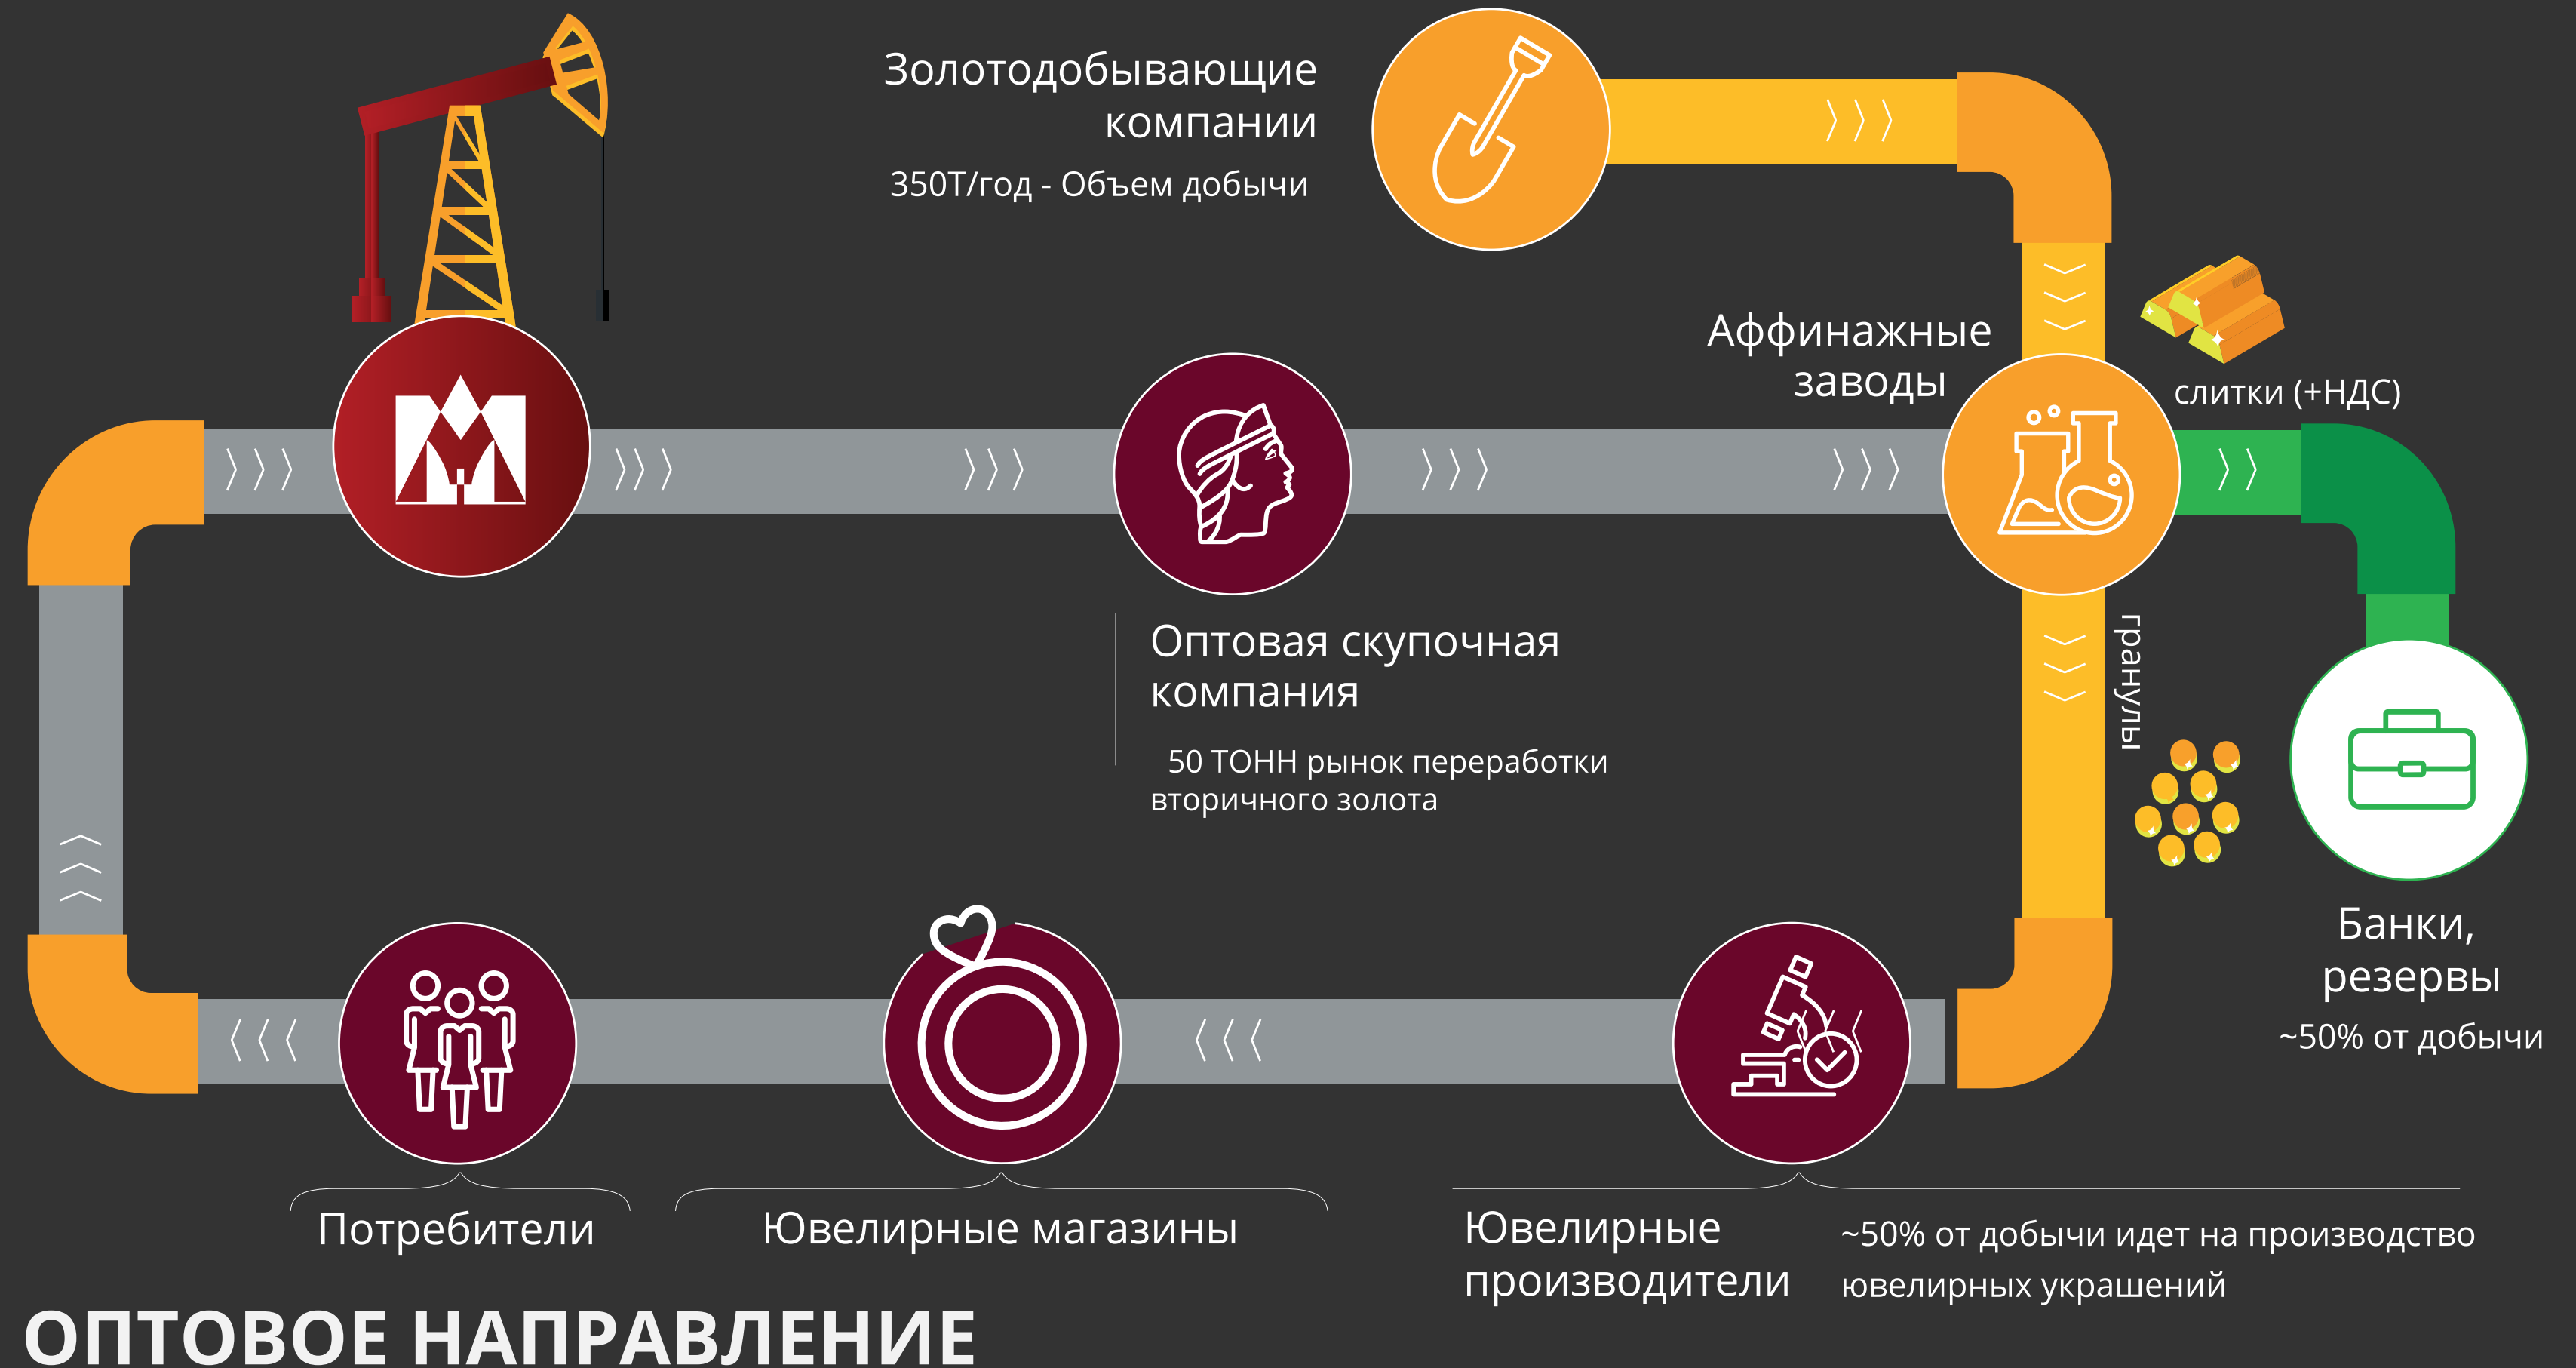 Золотодобывающие
компании
350Т/год - Объем добычи
Аффинажные
заводы
слитки (+НДС)
Оптовая скупочная
компания
50 ТОНН рынок переработки
вторичного золота
гранулы
Банки,
резервы
~50% от добычи
Потребители
Ювелирные магазины
Ювелирные
производители
~50% от добычи идет на производство
ювелирных украшений
ОПТОВОЕ НАПРАВЛЕНИЕ